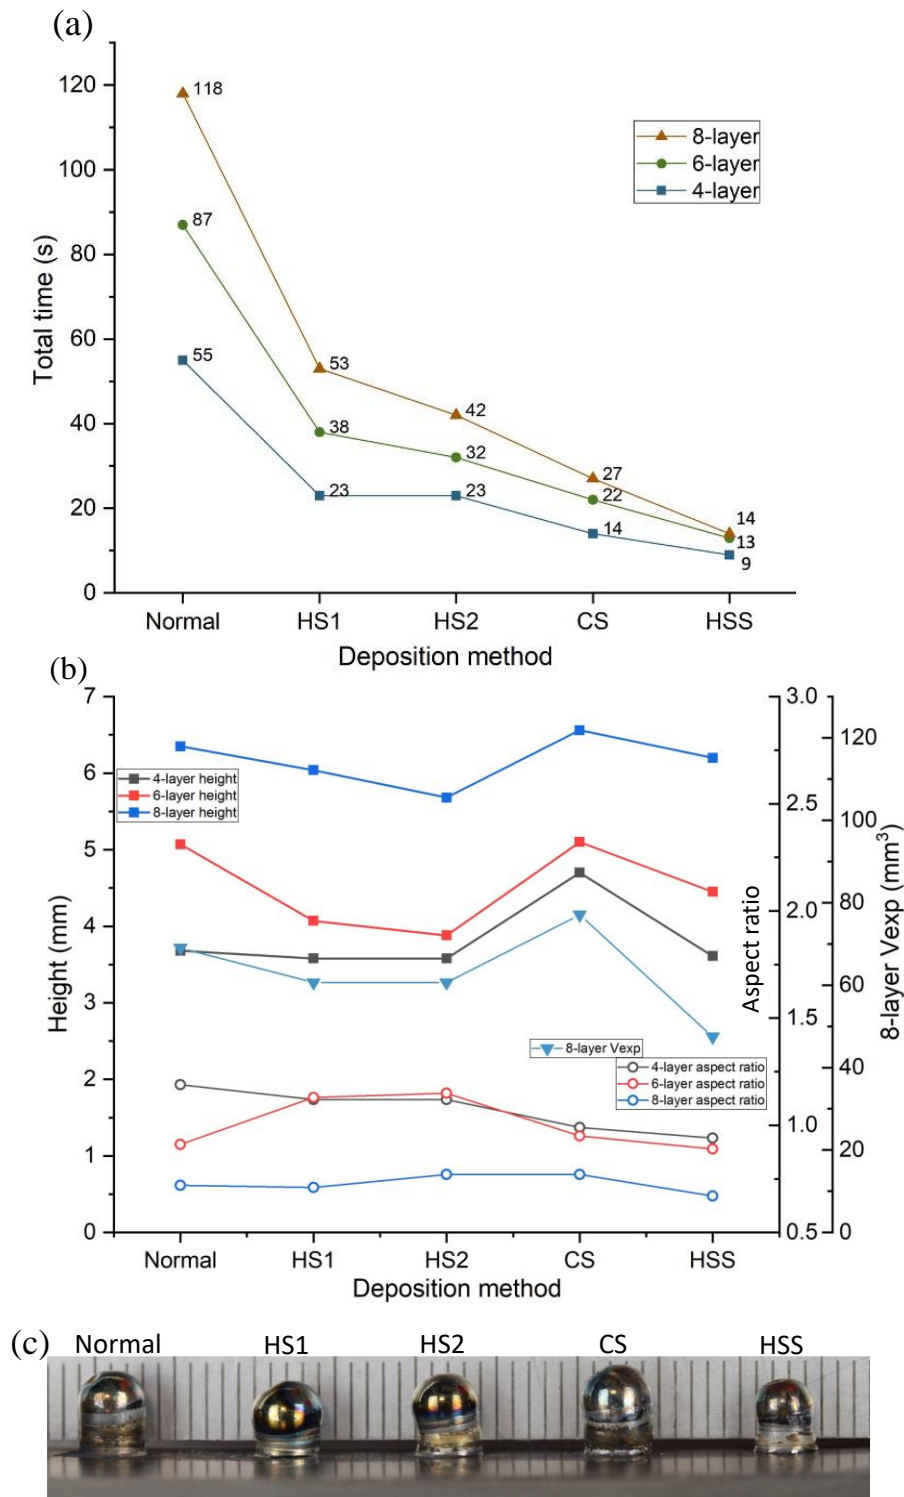 (a)
120
100
80
60
40
20
0
Total time (s)
118
87
55
53
38
23
42
32
23
27
22
14
14
13
9
8-layer
6-layer
4-layer
Normal HS1 HS2 CS HSS
Deposition method
(b)
7
6
5
4
3
2
1
0
Height (mm)
4-layer height
6-layer height
8-layer height
8-layer Vexp
4-layer aspect ratio
6-layer aspect ratio
8-layer aspect ratio
3.0
2.5
2.0
1.5
1.0
0.5
Aspect ratio
120
100
80
60
40
20
0
8-layer Vexp (mm³)
Normal HS1 HS2 CS HSS
Deposition method
(c) Normal HS1 HS2 CS HSS